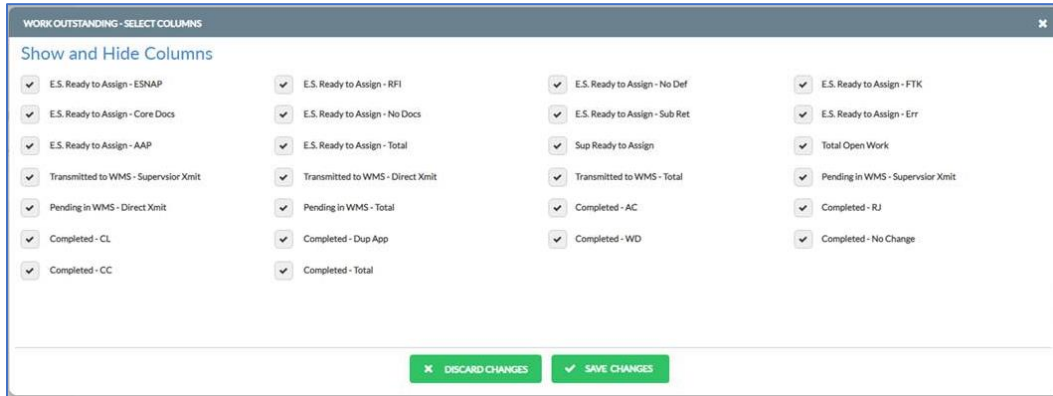 WORK OUTSTANDING - SELECT COLUMNS
Show and Hide Columns
E.S. Ready to Assign - ESNAP E.S. Ready to Assign - RFI E.S. Ready to Assign - No Def E.S. Ready to Assign - FTK
E.S. Ready to Assign - Core Docs E.S. Ready to Assign - No Docs E.S. Ready to Assign - Sub Ret E.S. Ready to Assign - Err
E.S. Ready to Assign - AAP E.S. Ready to Assign - Total Sup Ready to Assign Total Open Work
Transmitted to WMS - Supervsior Xmit Transmitted to WMS - Direct Xmit Transmitted to WMS - Total Pending in WMS - Supervsior Xmit
Pending in WMS - Direct Xmit Pending in WMS - Total Completed - AC Completed - RJ
Completed - CL Completed - Dup App Completed - WD Completed - No Change
Completed - CC Completed - Total
DISCARD CHANGES SAVE CHANGES